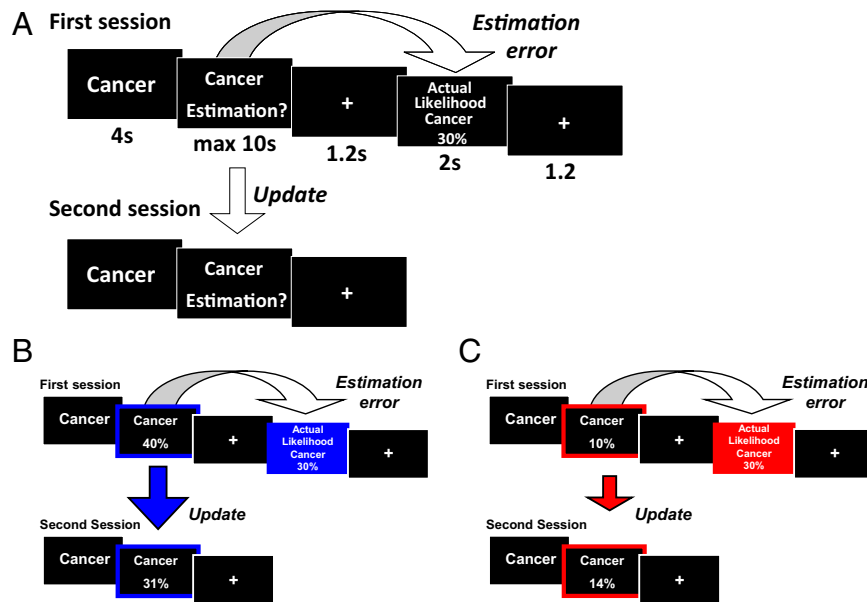 A
First session
Estimation
error
Cancer
Cancer
Estimation?
+
Actual
Likelihood
Cancer
30%
+
4s
max 10s
1.2s
2s
1.2
Update
Second session
Cancer
Cancer
Estimation?
+
B
First session
Estimation
error
Cancer
Cancer
40%
+
Actual
Likelihood
Cancer
30%
+
Update
Second Session
Cancer
Cancer
31%
+
C
First session
Estimation
error
Cancer
Cancer
10%
+
Actual
Likelihood
Cancer
30%
+
Update
Second Session
Cancer
Cancer
14%
+